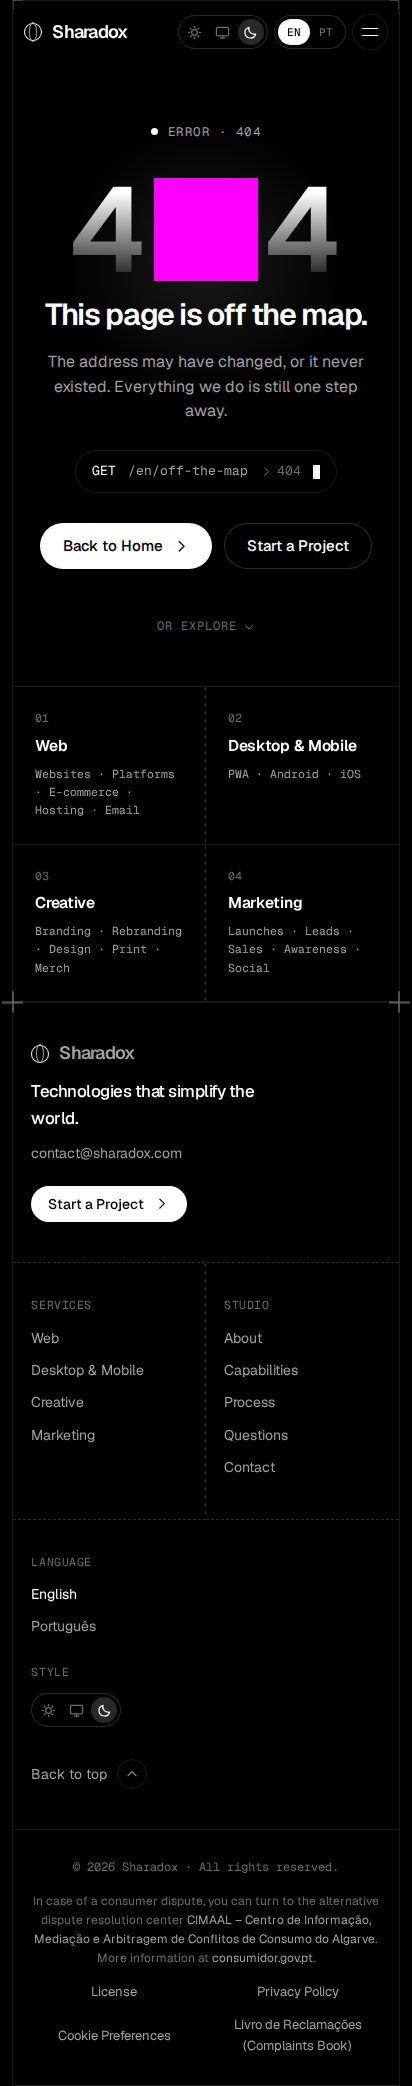 Sharadox
EN PT
ERROR · 404
4 4
This page is off the map.
The address may have changed, or it never
existed. Everything we do is still one step
away.
GET /en/off-the-map > 404
Back to Home
Start a Project
OR EXPLORE
01
Web
Websites · Platforms
· E-commerce ·
Hosting · Email
02
Desktop & Mobile
PWA · Android · iOS
03
Creative
Branding · Rebranding
· Design · Print ·
Merch
04
Marketing
Launches · Leads ·
Sales · Awareness ·
Social
Sharadox
Technologies that simplify the
world.
contact@sharadox.com
Start a Project
SERVICES
Web
Desktop & Mobile
Creative
Marketing
STUDIO
About
Capabilities
Process
Questions
Contact
LANGUAGE
English
Português
STYLE
Back to top
© 2026 Sharadox · All rights reserved.
In case of a consumer dispute, you can turn to the alternative
dispute resolution center CIMAAL – Centro de Informação,
Mediação e Arbitragem de Conflitos de Consumo do Algarve.
More information at consumidor.gov.pt.
License
Privacy Policy
Cookie Preferences
Livro de Reclamações
(Complaints Book)